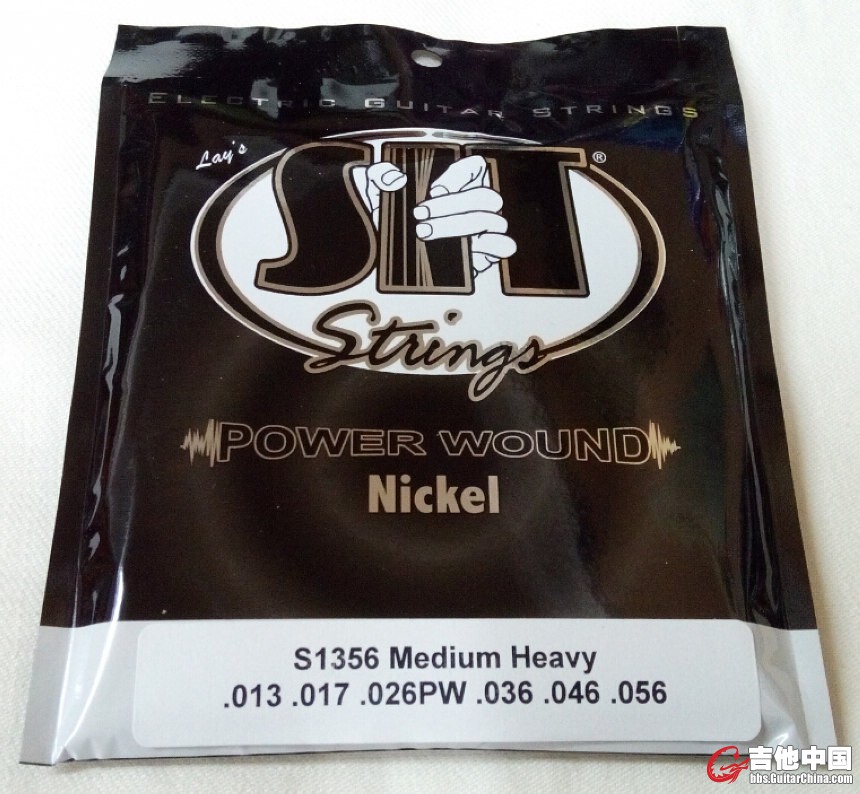 ELECTRIC GUITAR STRINGS
Lay's
SIT®
Strings
POWER WOUND
Nickel
S1356 Medium Heavy
.013 .017 .026PW .036 .046 .056
吉他中国
bbs.GuitarChina.com